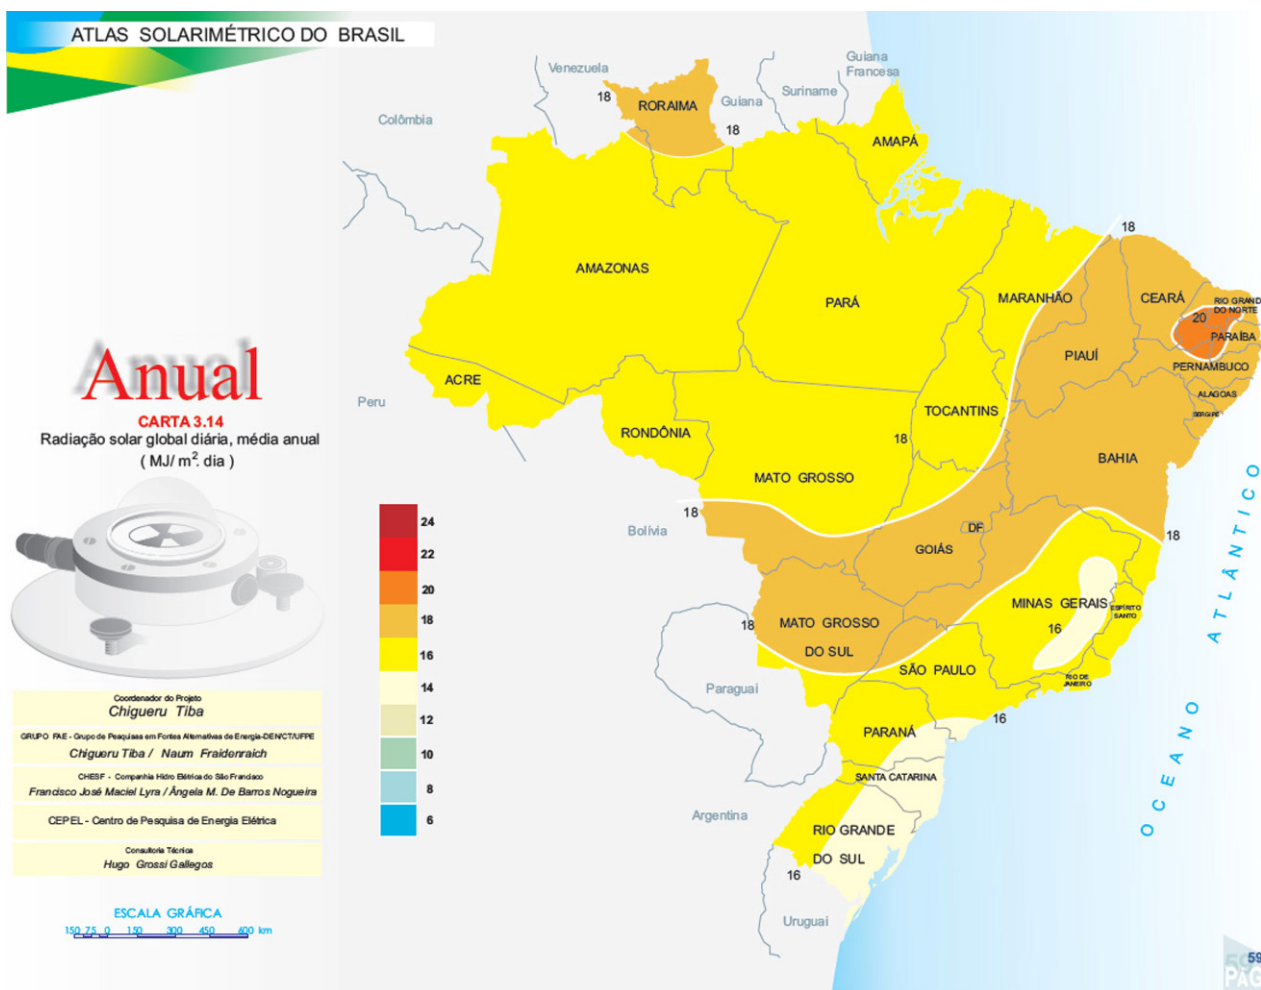 ATLAS SOLARIMÉTRICO DO BRASIL
Venezuela
Guiana
Francesa
Suriname
Guiana
Colômbia
18
RORAIMA
18
AMAPÁ
AMAZONAS
PARÁ
MARANHÃO
18
CEARÁ
RIO GRANDE
DO NORTE
20
PARAÍBA
PIAUÍ
PERNAMBUCO
ALAGOAS
SERGIPE
ACRE
Peru
RONDÔNIA
TOCANTINS
18
MATO GROSSO
BAHIA
18
Bolívia
DF
GOIÁS
18
MINAS GERAIS
16
ESPÍRITO
SANTO
18
MATO GROSSO
DO SUL
SÃO PAULO
RIO DE
JANEIRO
Paraguai
16
PARANÁ
SANTA CATARINA
Argentina
RIO GRANDE
DO SUL
16
Uruguai
OCEANO ATLÂNTICO
Anual
CARTA 3.14
Radiação solar global diária, média anual
( MJ/ m². dia )
24
22
20
18
16
14
12
10
8
6
Coordenador do Projeto
Chigueru Tiba
GRUPO FAE - Grupo de Pesquisas em Fontes Alternativas de Energia-DEN/CT/UFPE
Chigueru Tiba / Naum Fraidenraich
CHESF - Companhia Hidro Elétrica do São Francisco
Francisco José Maciel Lyra / Ângela M. De Barros Nogueira
CEPEL - Centro de Pesquisa de Energia Elétrica
Consultoria Técnica
Hugo Grossi Gallegos
ESCALA GRÁFICA
150 75 0 150 300 450 600 km
59
59
PÁG